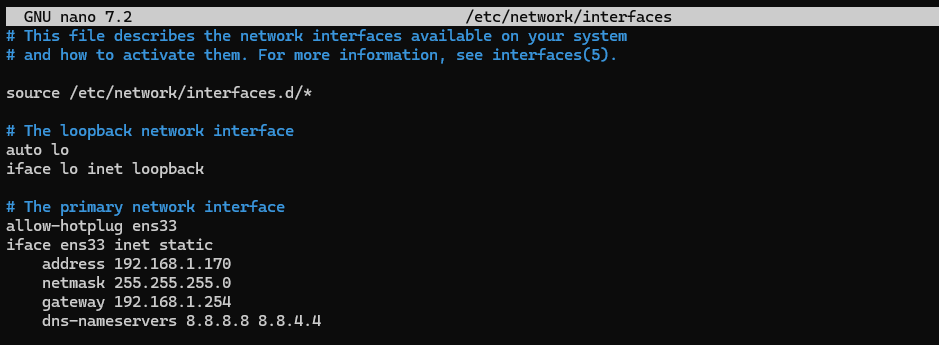 GNU nano 7.2 /etc/network/interfaces
# This file describes the network interfaces available on your system
# and how to activate them. For more information, see interfaces(5).
source /etc/network/interfaces.d/*
# The loopback network interface
auto lo
iface lo inet loopback
# The primary network interface
allow-hotplug ens33
iface ens33 inet static
address 192.168.1.170
netmask 255.255.255.0
gateway 192.168.1.254
dns-nameservers 8.8.8.8 8.8.4.4